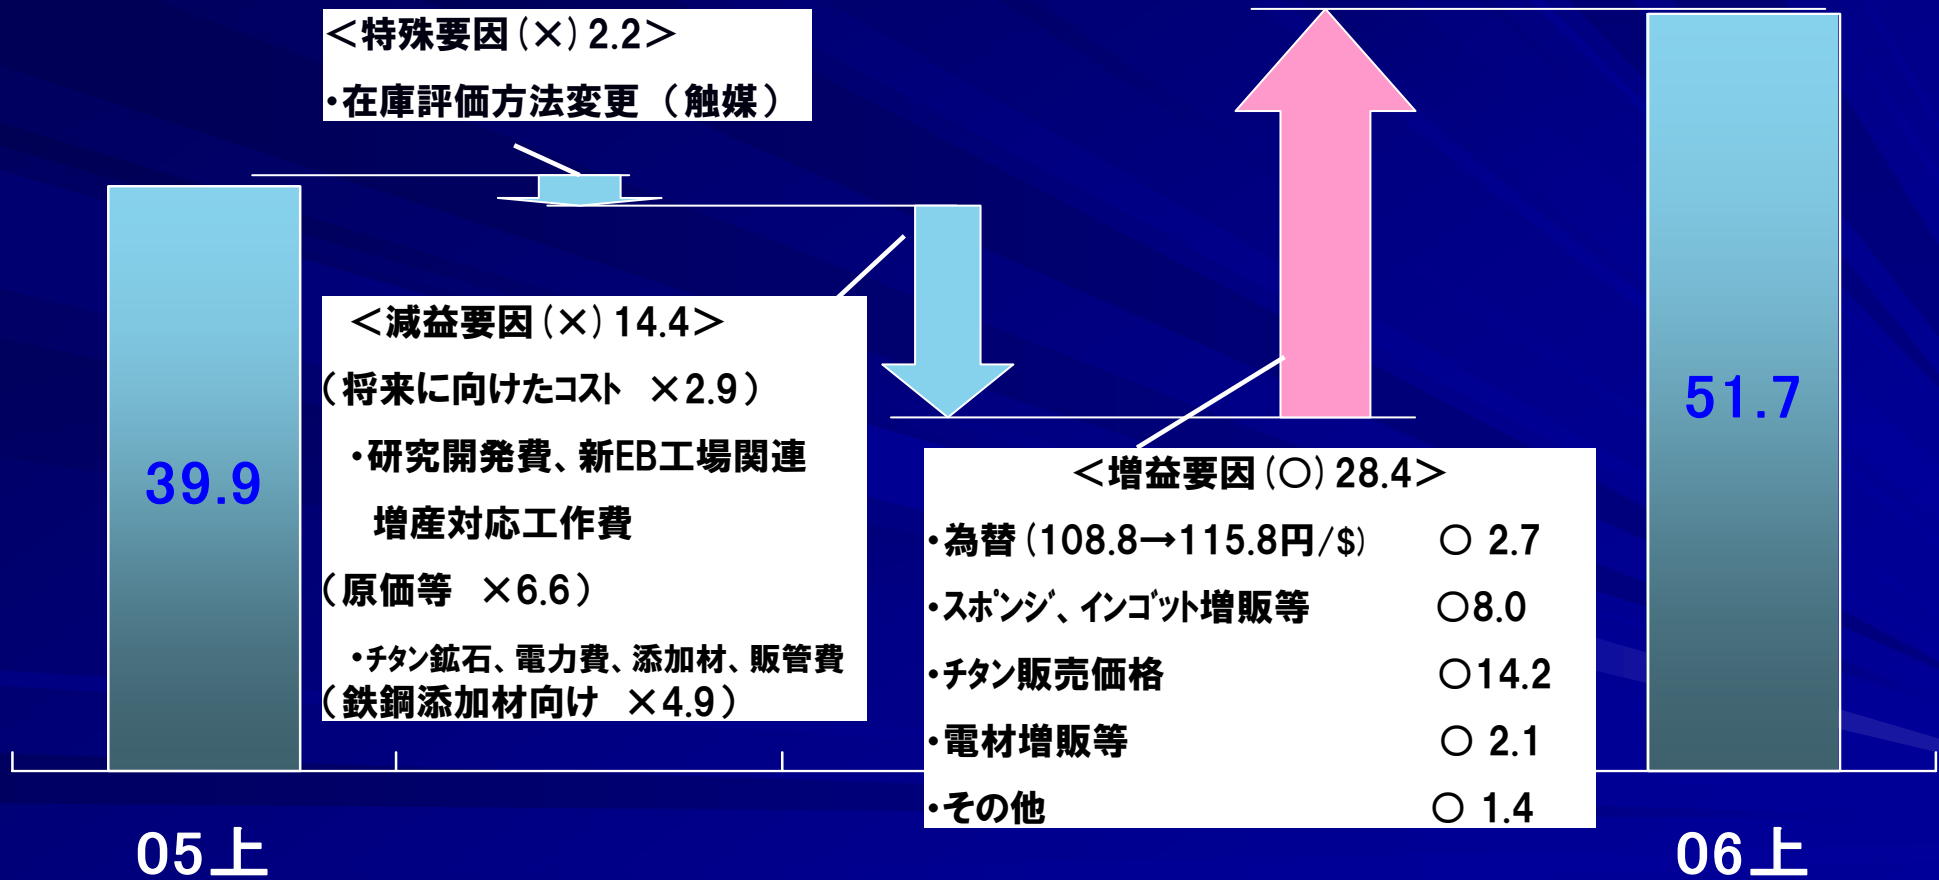 ＜特殊要因(×)2.2＞
・在庫評価方法変更（触媒）
＜減益要因(×)14.4＞
（将来に向けたコスト　×2.9）
・研究開発費、新EB工場関連
増産対応工作費
（原価等　×6.6）
・チタン鉱石、電力費、添加材、販管費
（鉄鋼添加材向け　×4.9）
＜増益要因(○)28.4＞
・為替(108.8→115.8円/$)　○ 2.7
・スポンジ、インゴット増販等　○8.0
・チタン販売価格　○14.2
・電材増販等　○ 2.1
・その他　○ 1.4
39.9
51.7
05上
06上